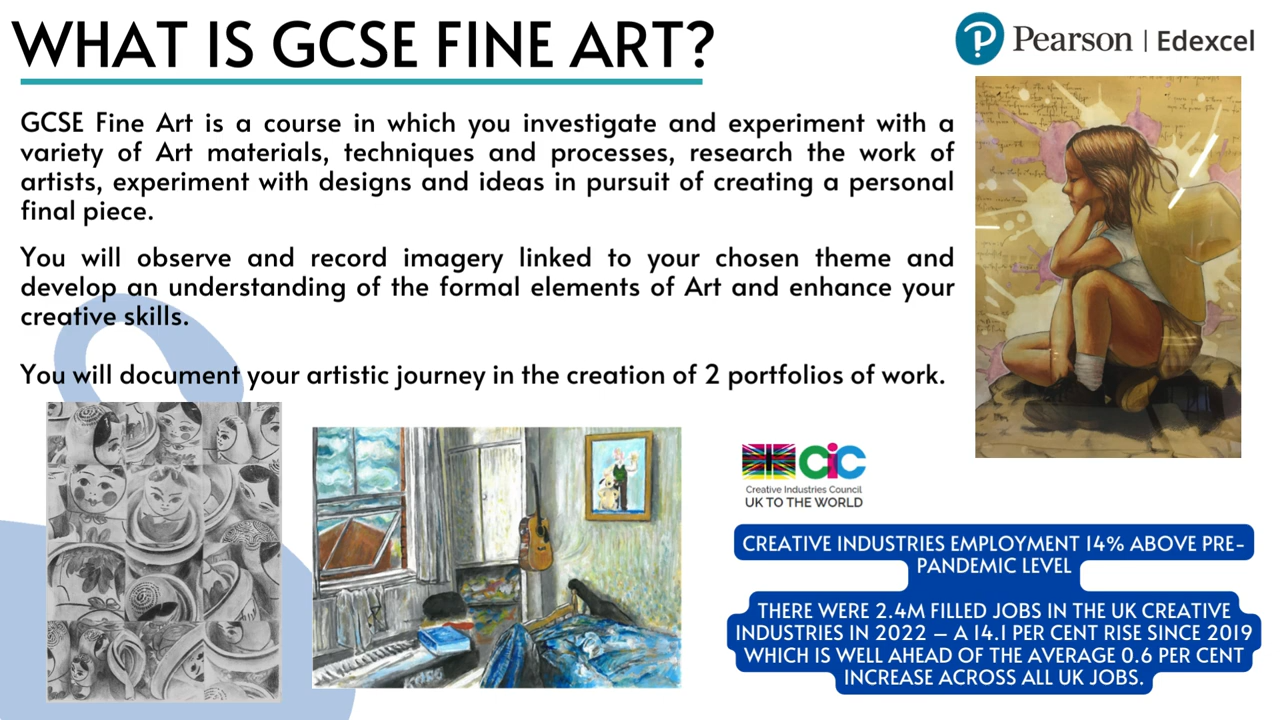 WHAT IS GCSE FINE ART?
Pearson | Edexcel
GCSE Fine Art is a course in which you investigate and experiment with a
variety of Art materials, techniques and processes, research the work of
artists, experiment with designs and ideas in pursuit of creating a personal
final piece.
You will observe and record imagery linked to your chosen theme and
develop an understanding of the formal elements of Art and enhance your
creative skills.
You will document your artistic journey in the creation of 2 portfolios of work.
CIC
Creative Industries Council
UK TO THE WORLD
CREATIVE INDUSTRIES EMPLOYMENT 14% ABOVE PRE-
PANDEMIC LEVEL
THERE WERE 2.4M FILLED JOBS IN THE UK CREATIVE
INDUSTRIES IN 2022 – A 14.1 PER CENT RISE SINCE 2019
WHICH IS WELL AHEAD OF THE AVERAGE 0.6 PER CENT
INCREASE ACROSS ALL UK JOBS.